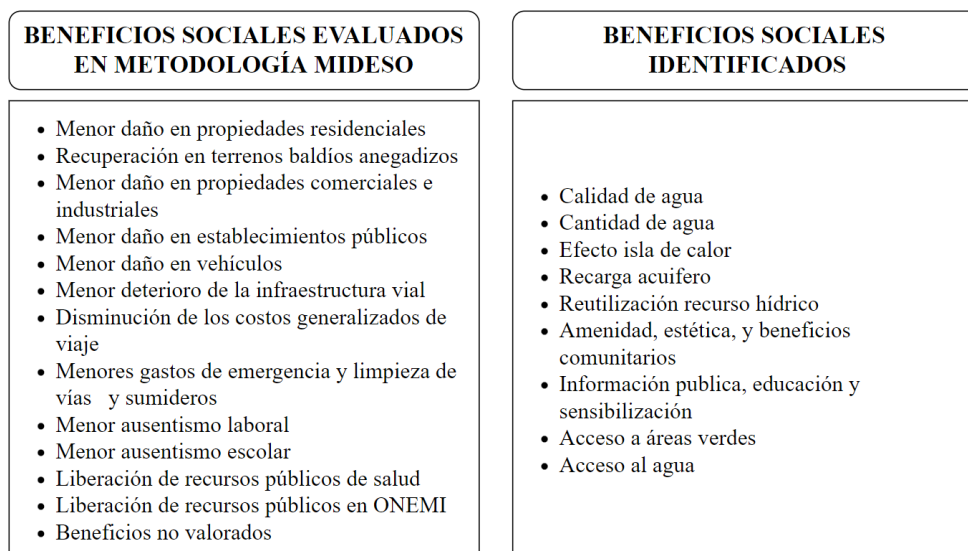 BENEFICIOS SOCIALES EVALUADOS
EN METODOLOGÍA MIDESO
• Menor daño en propiedades residenciales
• Recuperación en terrenos baldíos anegadizos
• Menor daño en propiedades comerciales e
industriales
• Menor daño en establecimientos públicos
• Menor daño en vehículos
• Menor deterioro de la infraestructura vial
• Disminución de los costos generalizados de
viaje
• Menores gastos de emergencia y limpieza de
vías y sumideros
• Menor ausentismo laboral
• Menor ausentismo escolar
• Liberación de recursos públicos de salud
• Liberación de recursos públicos en ONEMI
• Beneficios no valorados
BENEFICIOS SOCIALES
IDENTIFICADOS
• Calidad de agua
• Cantidad de agua
• Efecto isla de calor
• Recarga acuifero
• Reutilización recurso hídrico
• Amenidad, estética, y beneficios
comunitarios
• Información publica, educación y
sensibilización
• Acceso a áreas verdes
• Acceso al agua